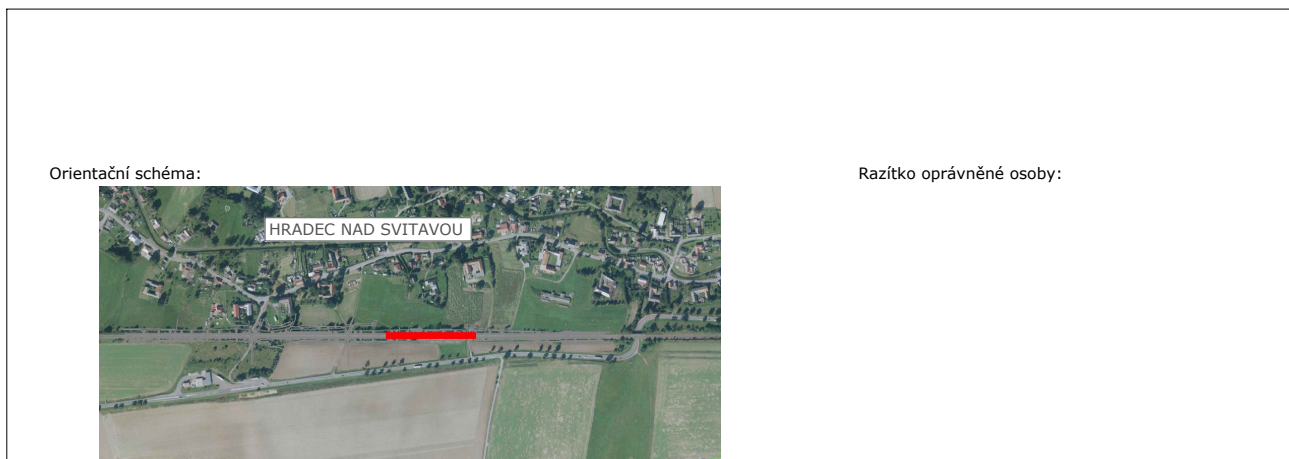 Orientační schéma:
Razítko oprávněné osoby:
HRADEC NAD SVITAVOU